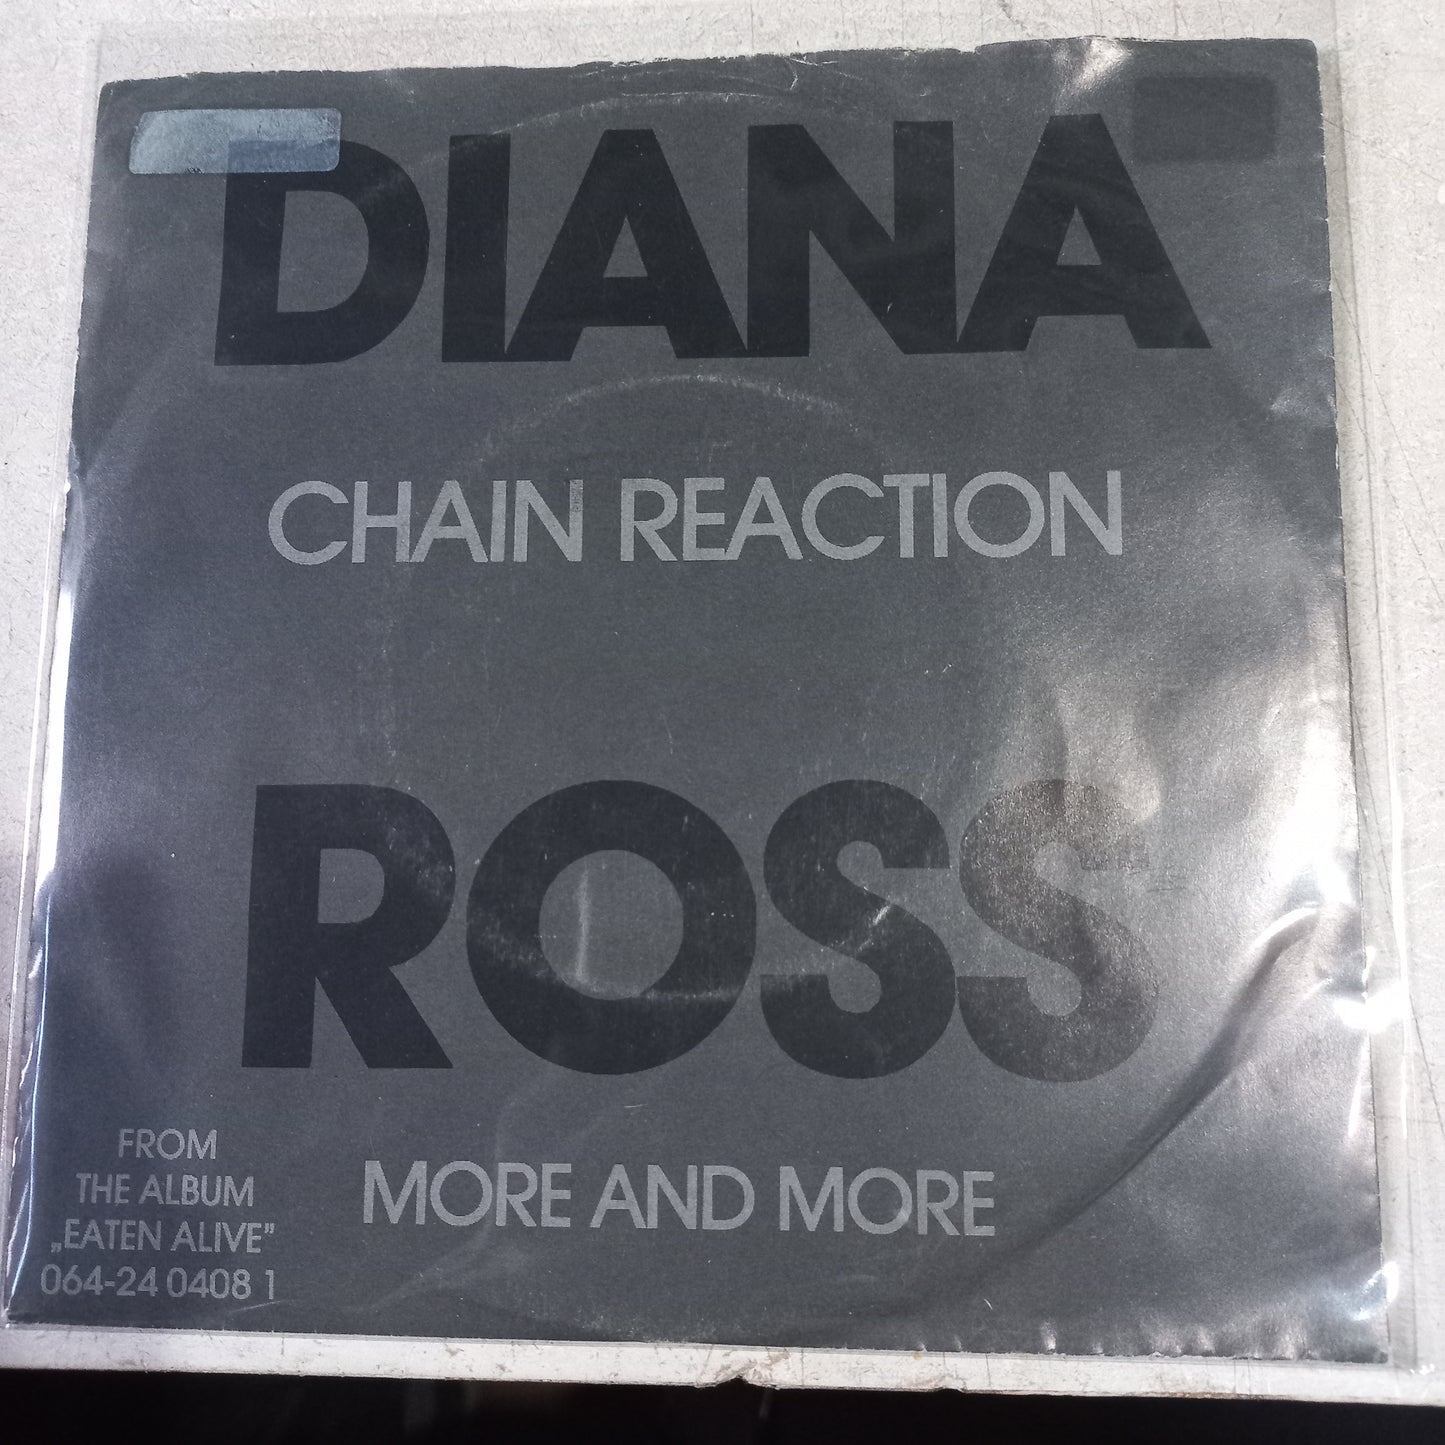 DIANA
CHAIN REACTION
ROSS
MORE AND MORE
FROM
THE ALBUM
„EATEN ALIVE”
064-24 0408 1